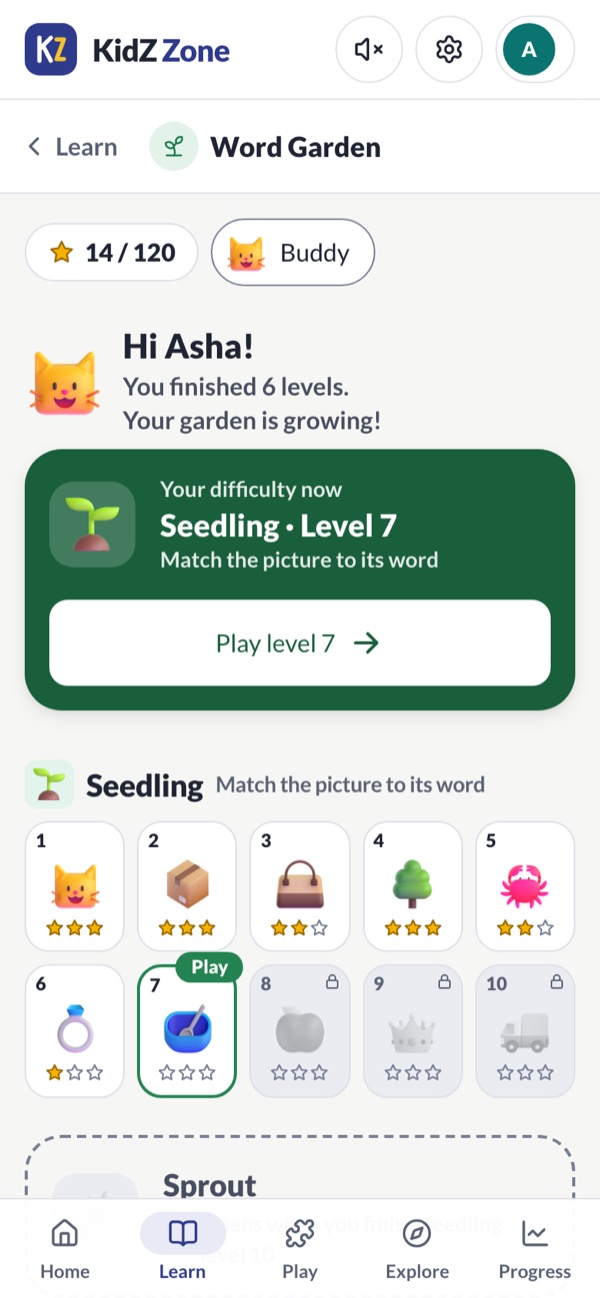 KZ KidZ Zone
A
Learn Word Garden
14 / 120 Buddy
Hi Asha!
You finished 6 levels.
Your garden is growing!
Your difficulty now
Seedling · Level 7
Match the picture to its word
Play level 7
Seedling Match the picture to its word
1 2 3 4 5
Play
6 7 8 9 10
Sprout
you finish Seedling
level 10
Home Learn Play Explore Progress